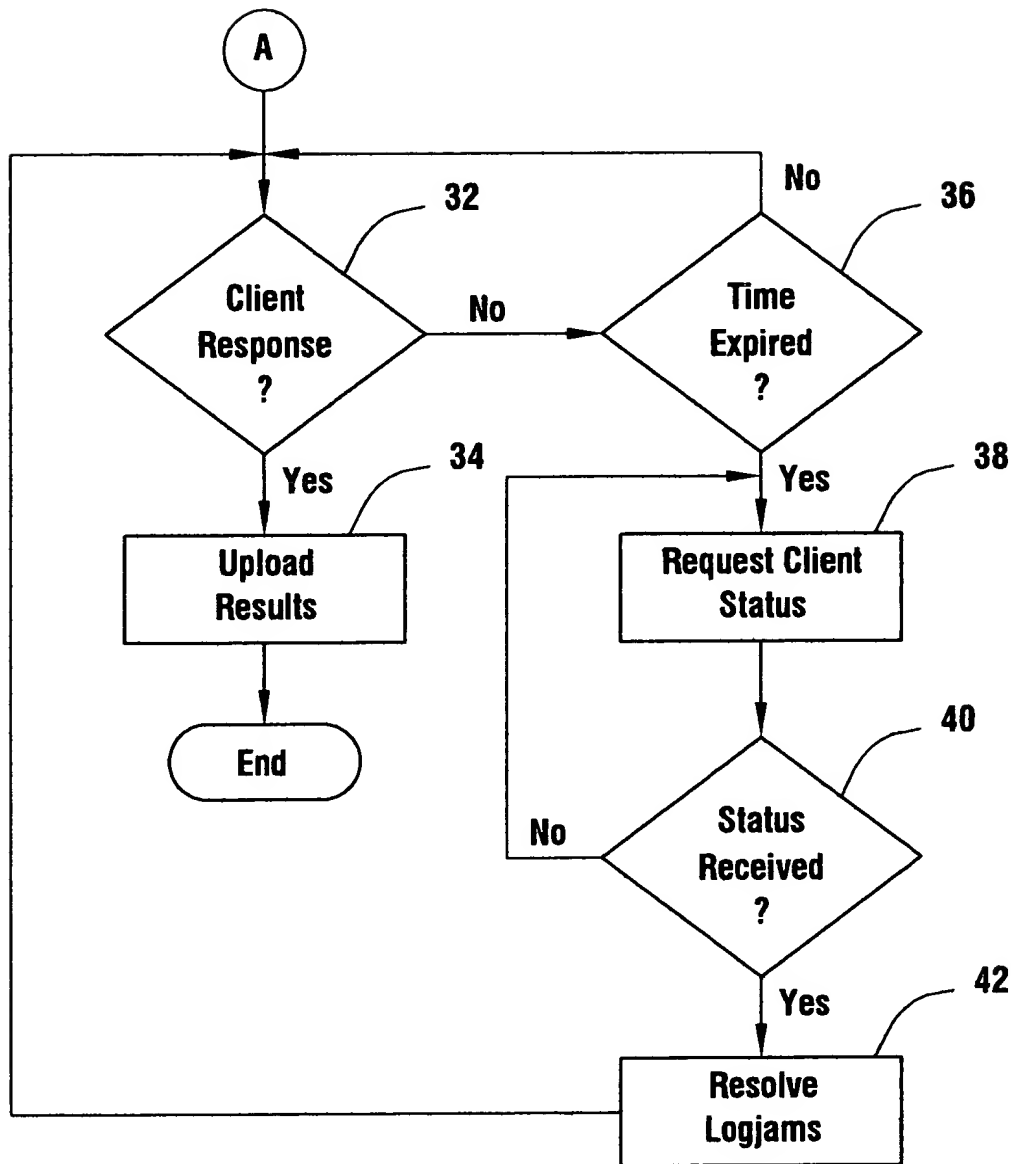 A
No
32
36
Client
Response
?
No
Time
Expired
?
Yes
34
Yes
38
Upload
Results
Request Client
Status
40
End
No
Status
Received
?
Yes
42
Resolve
Logjams